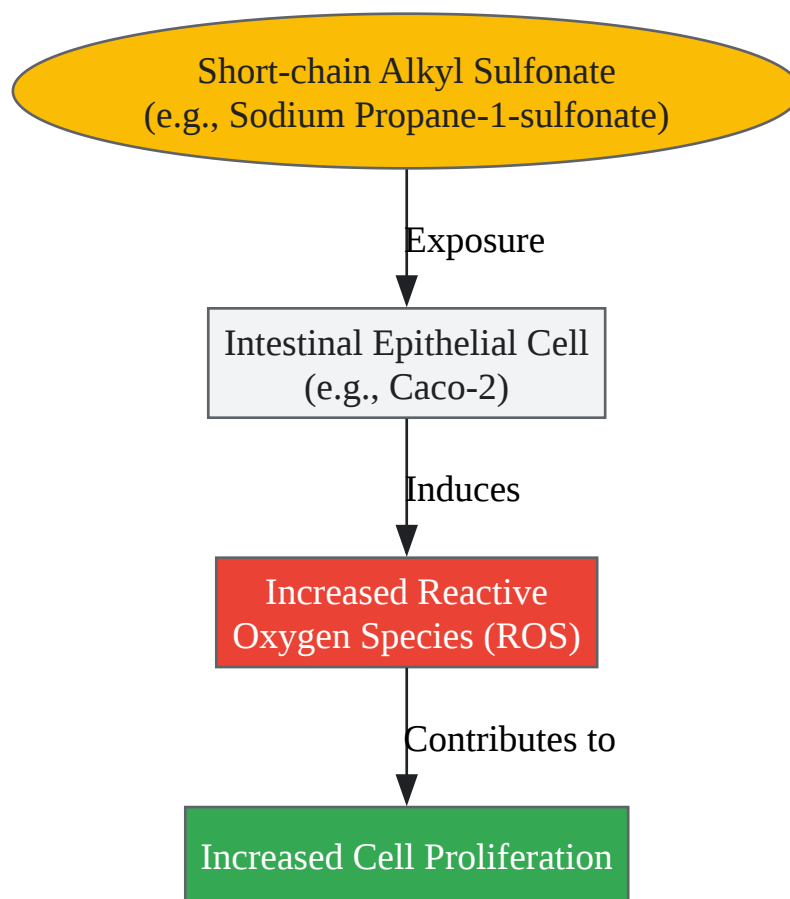 Short-chain Alkyl Sulfonate
(e.g., Sodium Propane-1-sulfonate)
Exposure
Intestinal Epithelial Cell
(e.g., Caco-2)
Induces
Increased Reactive
Oxygen Species (ROS)
Contributes to
Increased Cell Proliferation